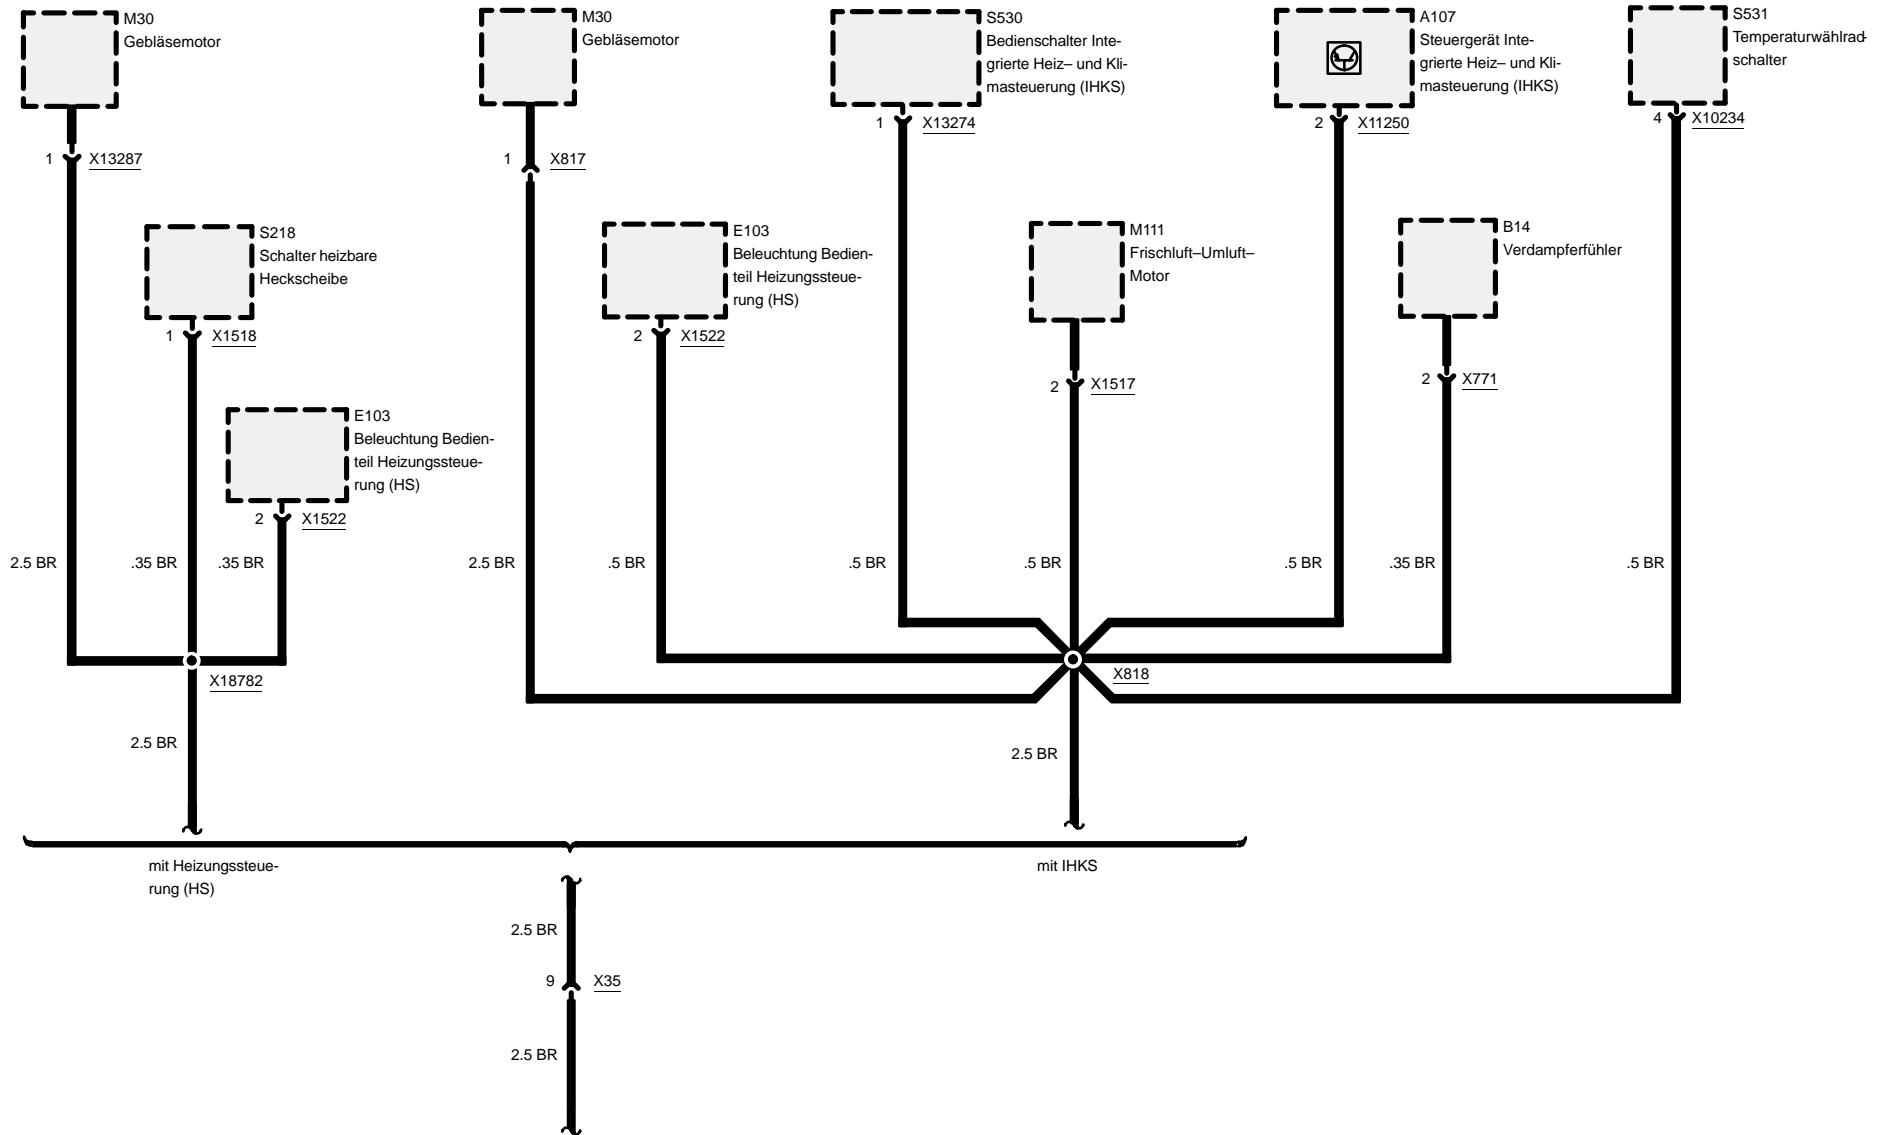 M30
Gebläsemotor
1
X13287
S218
Schalter heizbare
Heckscheibe
1
X1518
E103
Beleuchtung Bedien-
teil Heizungssteue-
rung (HS)
2
X1522
2.5 BR
.35 BR
.35 BR
X18782
2.5 BR
M30
Gebläsemotor
1
X817
E103
Beleuchtung Bedien-
teil Heizungssteue-
rung (HS)
2
X1522
S530
Bedienschalter Inte-
grierte Heiz– und Kli-
masteuerung (IHKS)
1
X13274
M111
Frischluft–Umluft–
Motor
2
X1517
A107
Steuergerät Inte-
grierte Heiz– und Kli-
masteuerung (IHKS)
2
X11250
B14
Verdampferfühler
2
X771
S531
Temperaturwählrad-
schalter
4
X10234
2.5 BR
.5 BR
.5 BR
.5 BR
.5 BR
.35 BR
.5 BR
X818
2.5 BR
mit Heizungssteue-
rung (HS)
mit IHKS
2.5 BR
9
X35
2.5 BR